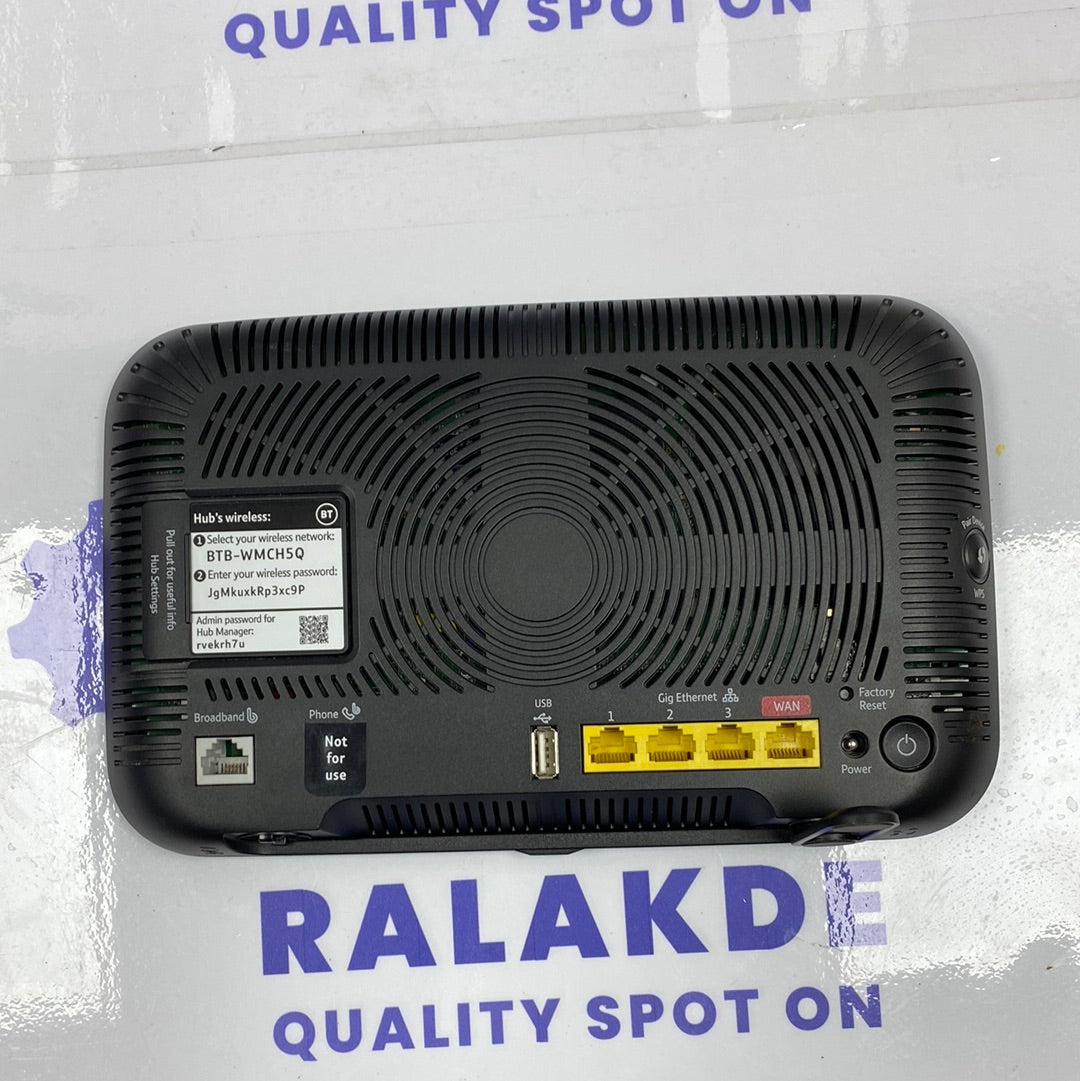 QUALITY SPOT ON
Hub's wireless:
BT
1 Select your wireless network:
BTB-WMCH5Q
2 Enter your wireless password:
JgMkuxkRp3xc9P
Admin password for
Hub Manager:
rvekrh7u
Pull out for useful info
Hub Settings
Pair Device
WPS
Broadband
Phone
Not
for
use
USB
Gig Ethernet
1 2 3
WAN
Factory
Reset
Power
RALAKDE
QUALITY SPOT ON